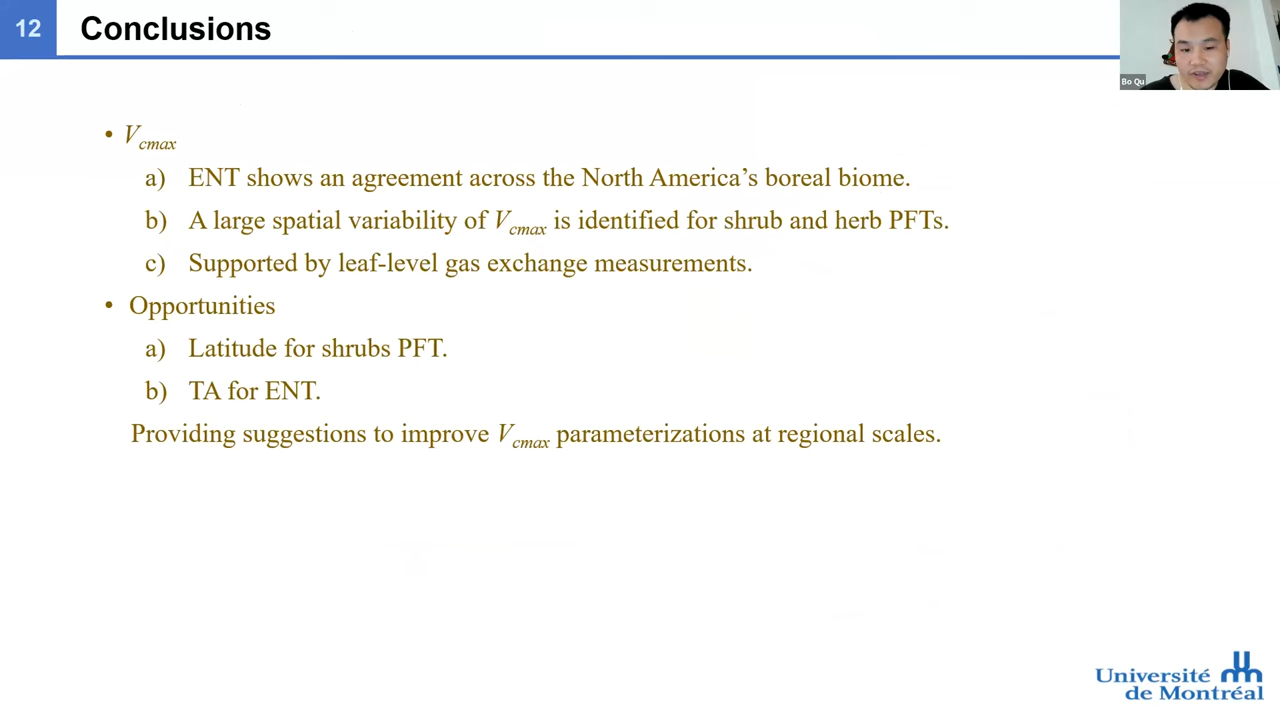 12
Conclusions
Bo Qu
• Vcmax
a) ENT shows an agreement across the North America’s boreal biome.
b) A large spatial variability of Vcmax is identified for shrub and herb PFTs.
c) Supported by leaf-level gas exchange measurements.
• Opportunities
a) Latitude for shrubs PFT.
b) TA for ENT.
Providing suggestions to improve Vcmax parameterizations at regional scales.
Université
de Montréal